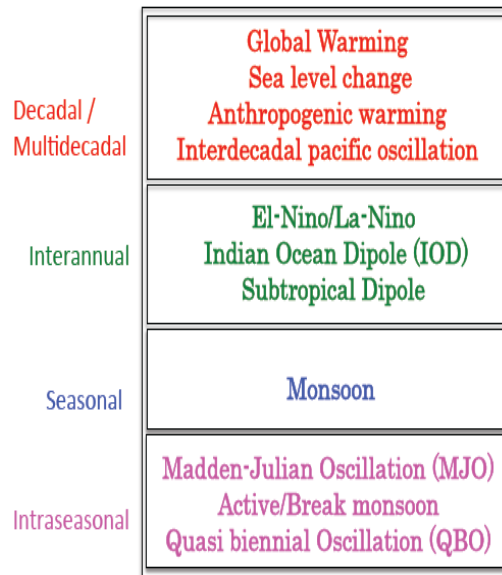 Decadal /
Multidecadal
Global Warming
Sea level change
Anthropogenic warming
Interdecadal pacific oscillation
Interannual
El-Nino/La-Nino
Indian Ocean Dipole (IOD)
Subtropical Dipole
Seasonal
Monsoon
Intraseasonal
Madden-Julian Oscillation (MJO)
Active/Break monsoon
Quasi biennial Oscillation (QBO)